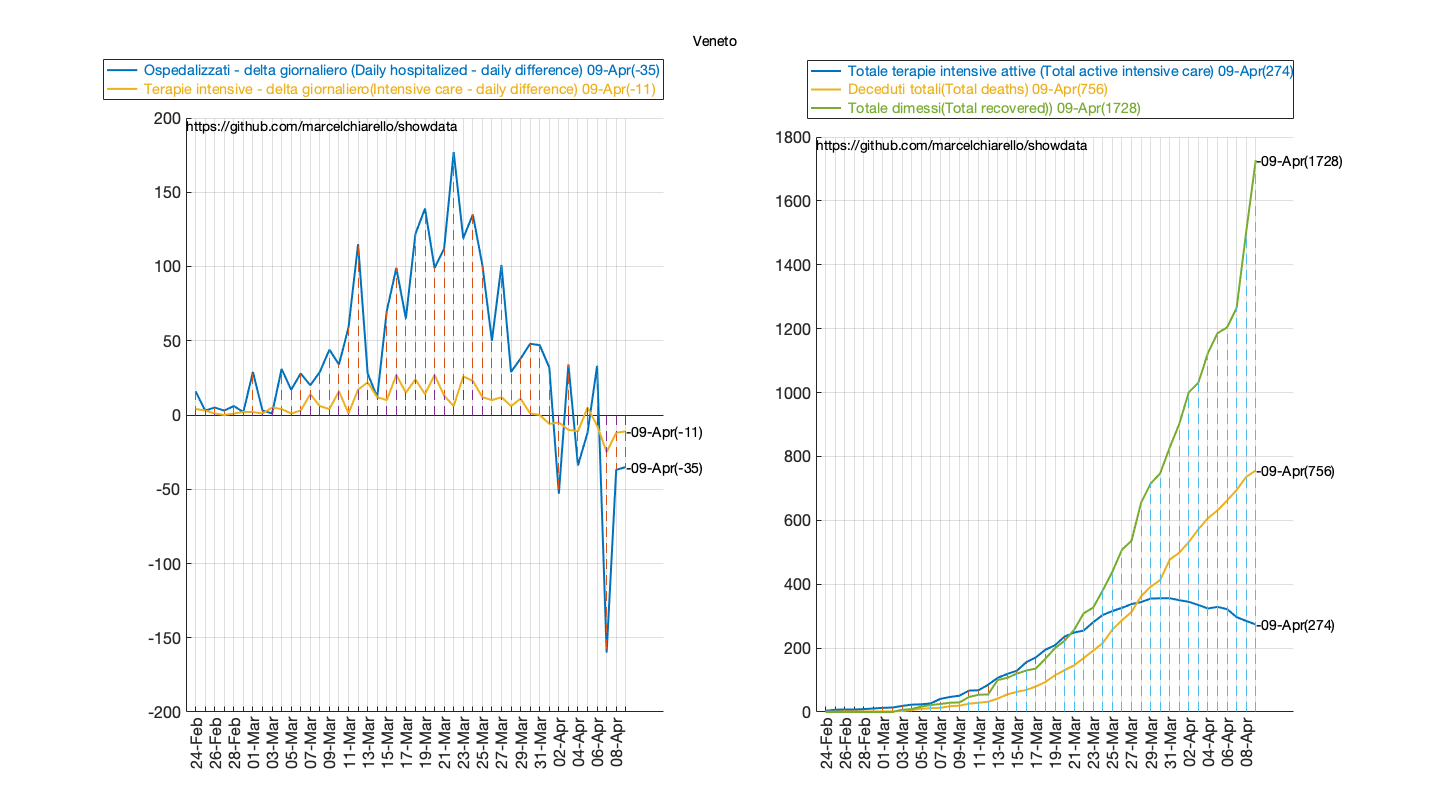 Veneto
Ospedalizzati - delta giornaliero (Daily hospitalized - daily difference) 09-Apr(-35)
Terapie intensive - delta giornaliero(Intensive care - daily difference) 09-Apr(-11)
https://github.com/marcelchiarello/showdata
200
150
100
50
0
-50
-100
-150
-200
-09-Apr(-11)
-09-Apr(-35)
24-Feb
26-Feb
28-Feb
01-Mar
03-Mar
05-Mar
07-Mar
09-Mar
11-Mar
13-Mar
15-Mar
17-Mar
19-Mar
21-Mar
23-Mar
25-Mar
27-Mar
29-Mar
31-Mar
02-Apr
04-Apr
06-Apr
08-Apr
Totale terapie intensive attive (Total active intensive care) 09-Apr(274)
Deceduti totali(Total deaths) 09-Apr(756)
Totale dimessi(Total recovered)) 09-Apr(1728)
https://github.com/marcelchiarello/showdata
1800
1600
1400
1200
1000
800
600
400
200
0
-09-Apr(1728)
-09-Apr(756)
-09-Apr(274)
24-Feb
26-Feb
28-Feb
01-Mar
03-Mar
05-Mar
07-Mar
09-Mar
11-Mar
13-Mar
15-Mar
17-Mar
19-Mar
21-Mar
23-Mar
25-Mar
27-Mar
29-Mar
31-Mar
02-Apr
04-Apr
06-Apr
08-Apr